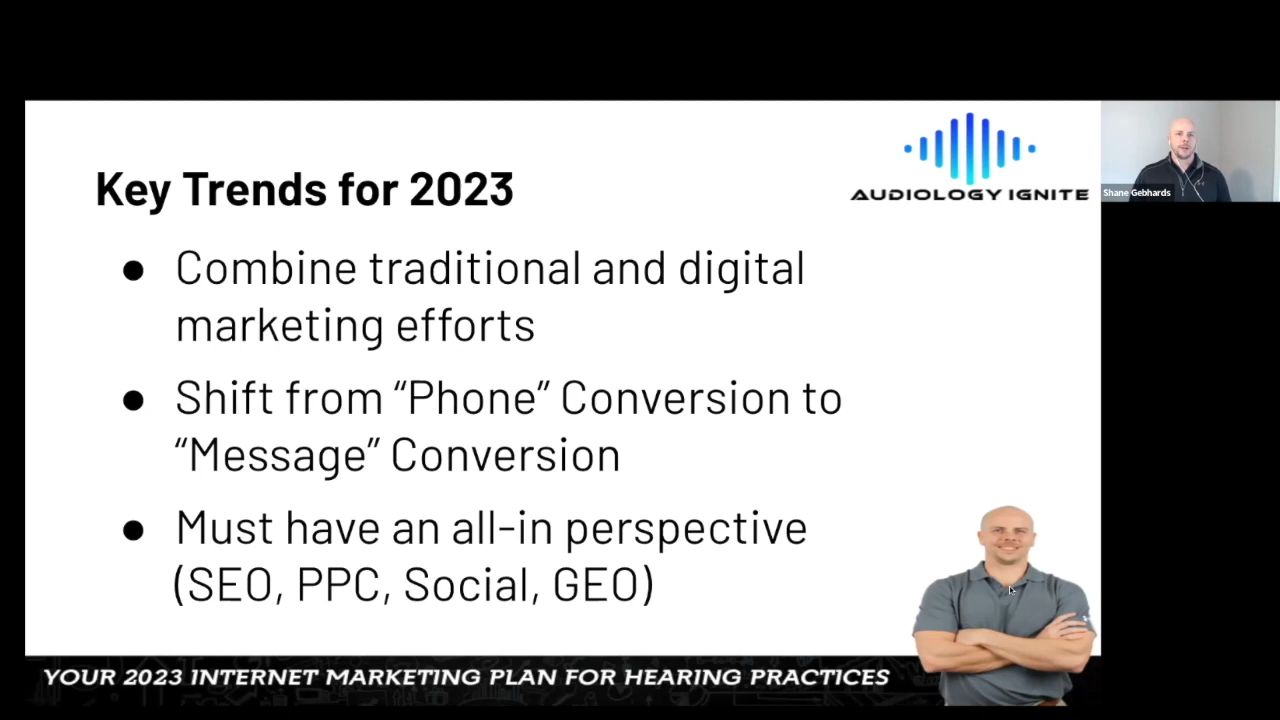 Key Trends for 2023
AUDIOLOGY IGNITE
Shane Gebhards
● Combine traditional and digital
marketing efforts
● Shift from “Phone” Conversion to
“Message” Conversion
● Must have an all-in perspective
(SEO, PPC, Social, GEO)
YOUR 2023 INTERNET MARKETING PLAN FOR HEARING PRACTICES